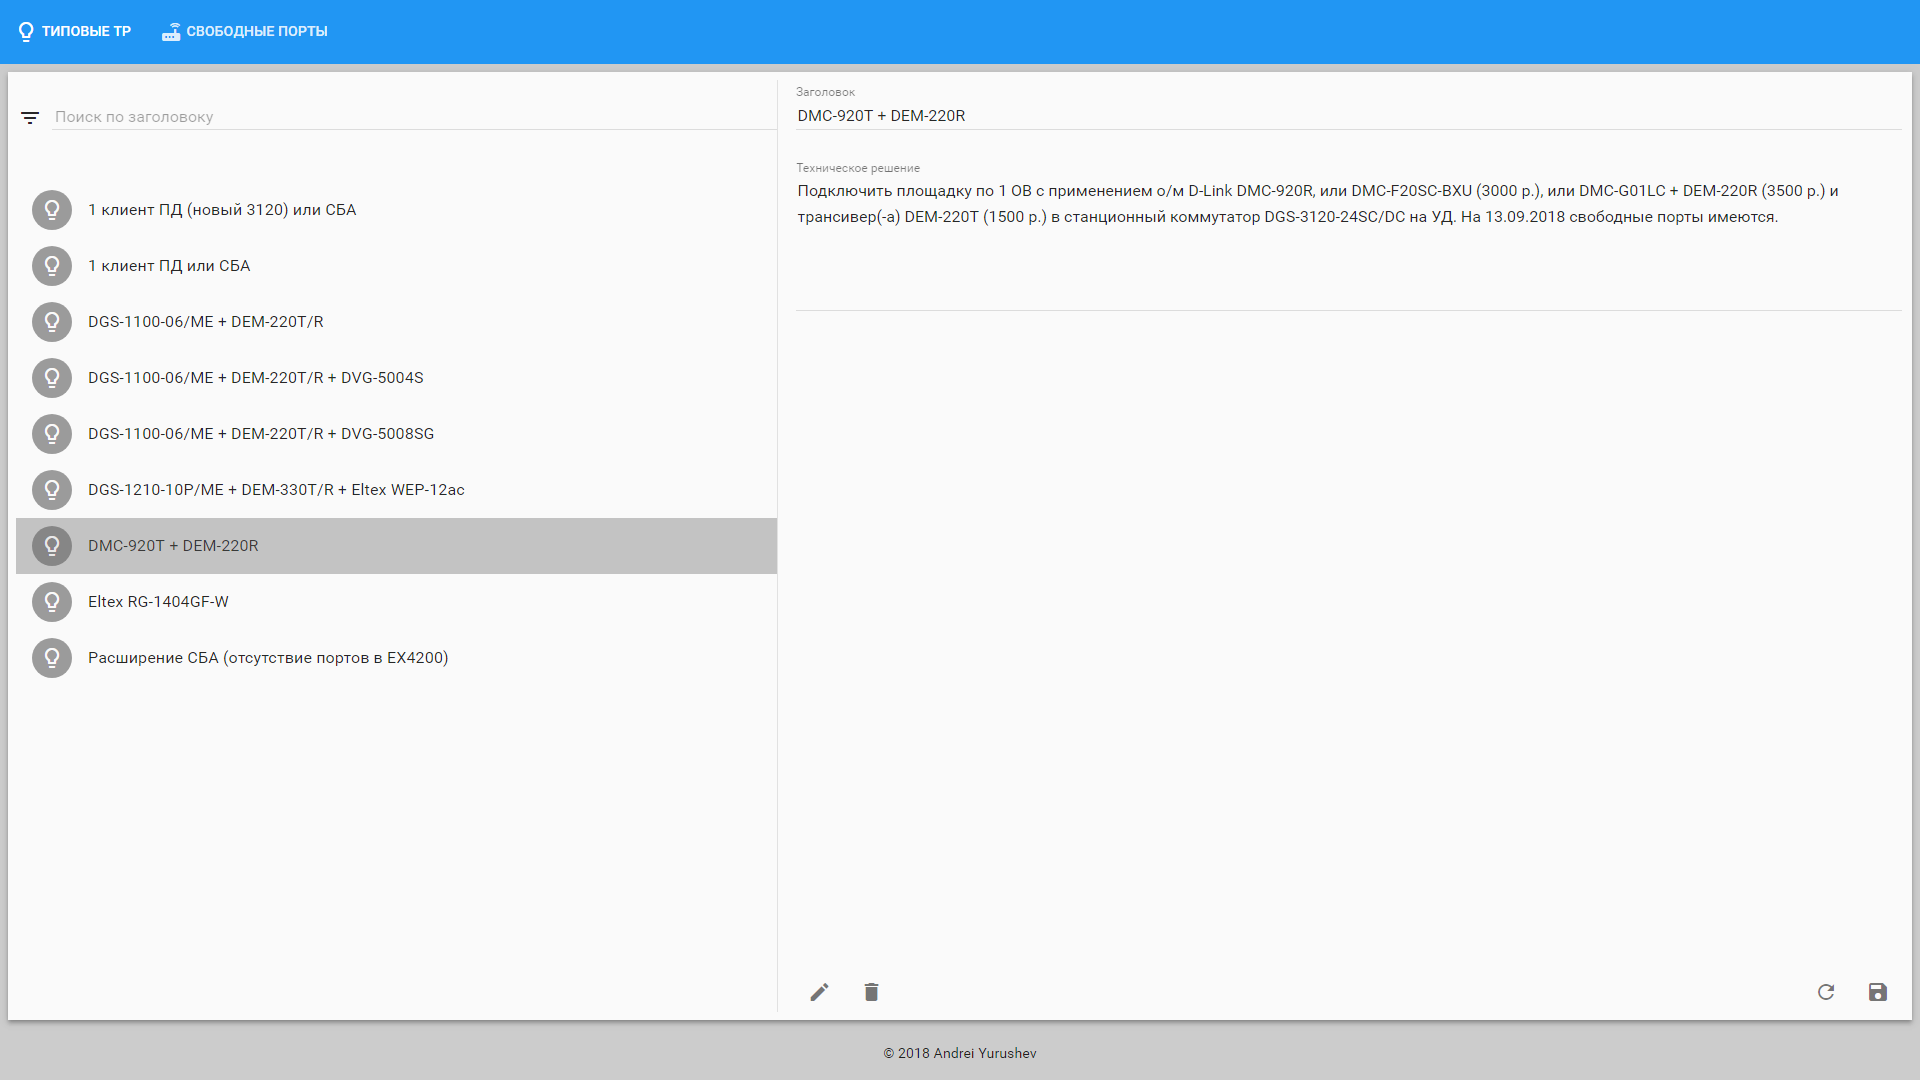 ТИПОВЫЕ ТР
СВОБОДНЫЕ ПОРТЫ
Поиск по заголовоку
1 клиент ПД (новый 3120) или СБА
1 клиент ПД или СБА
DGS-1100-06/ME + DEM-220T/R
DGS-1100-06/ME + DEM-220T/R + DVG-5004S
DGS-1100-06/ME + DEM-220T/R + DVG-5008SG
DGS-1210-10P/ME + DEM-330T/R + Eltex WEP-12ac
DMC-920T + DEM-220R
Eltex RG-1404GF-W
Расширение СБА (отсутствие портов в EX4200)
Заголовок
DMC-920T + DEM-220R
Техническое решение
Подключить площадку по 1 ОВ с применением о/м D-Link DMC-920R, или DMC-F20SC-BXU (3000 р.), или DMC-G01LC + DEM-220R (3500 р.) и
трансивер(-а) DEM-220T (1500 р.) в станционный коммутатор DGS-3120-24SC/DC на УД. На 13.09.2018 свободные порты имеются.
© 2018 Andrei Yurushev